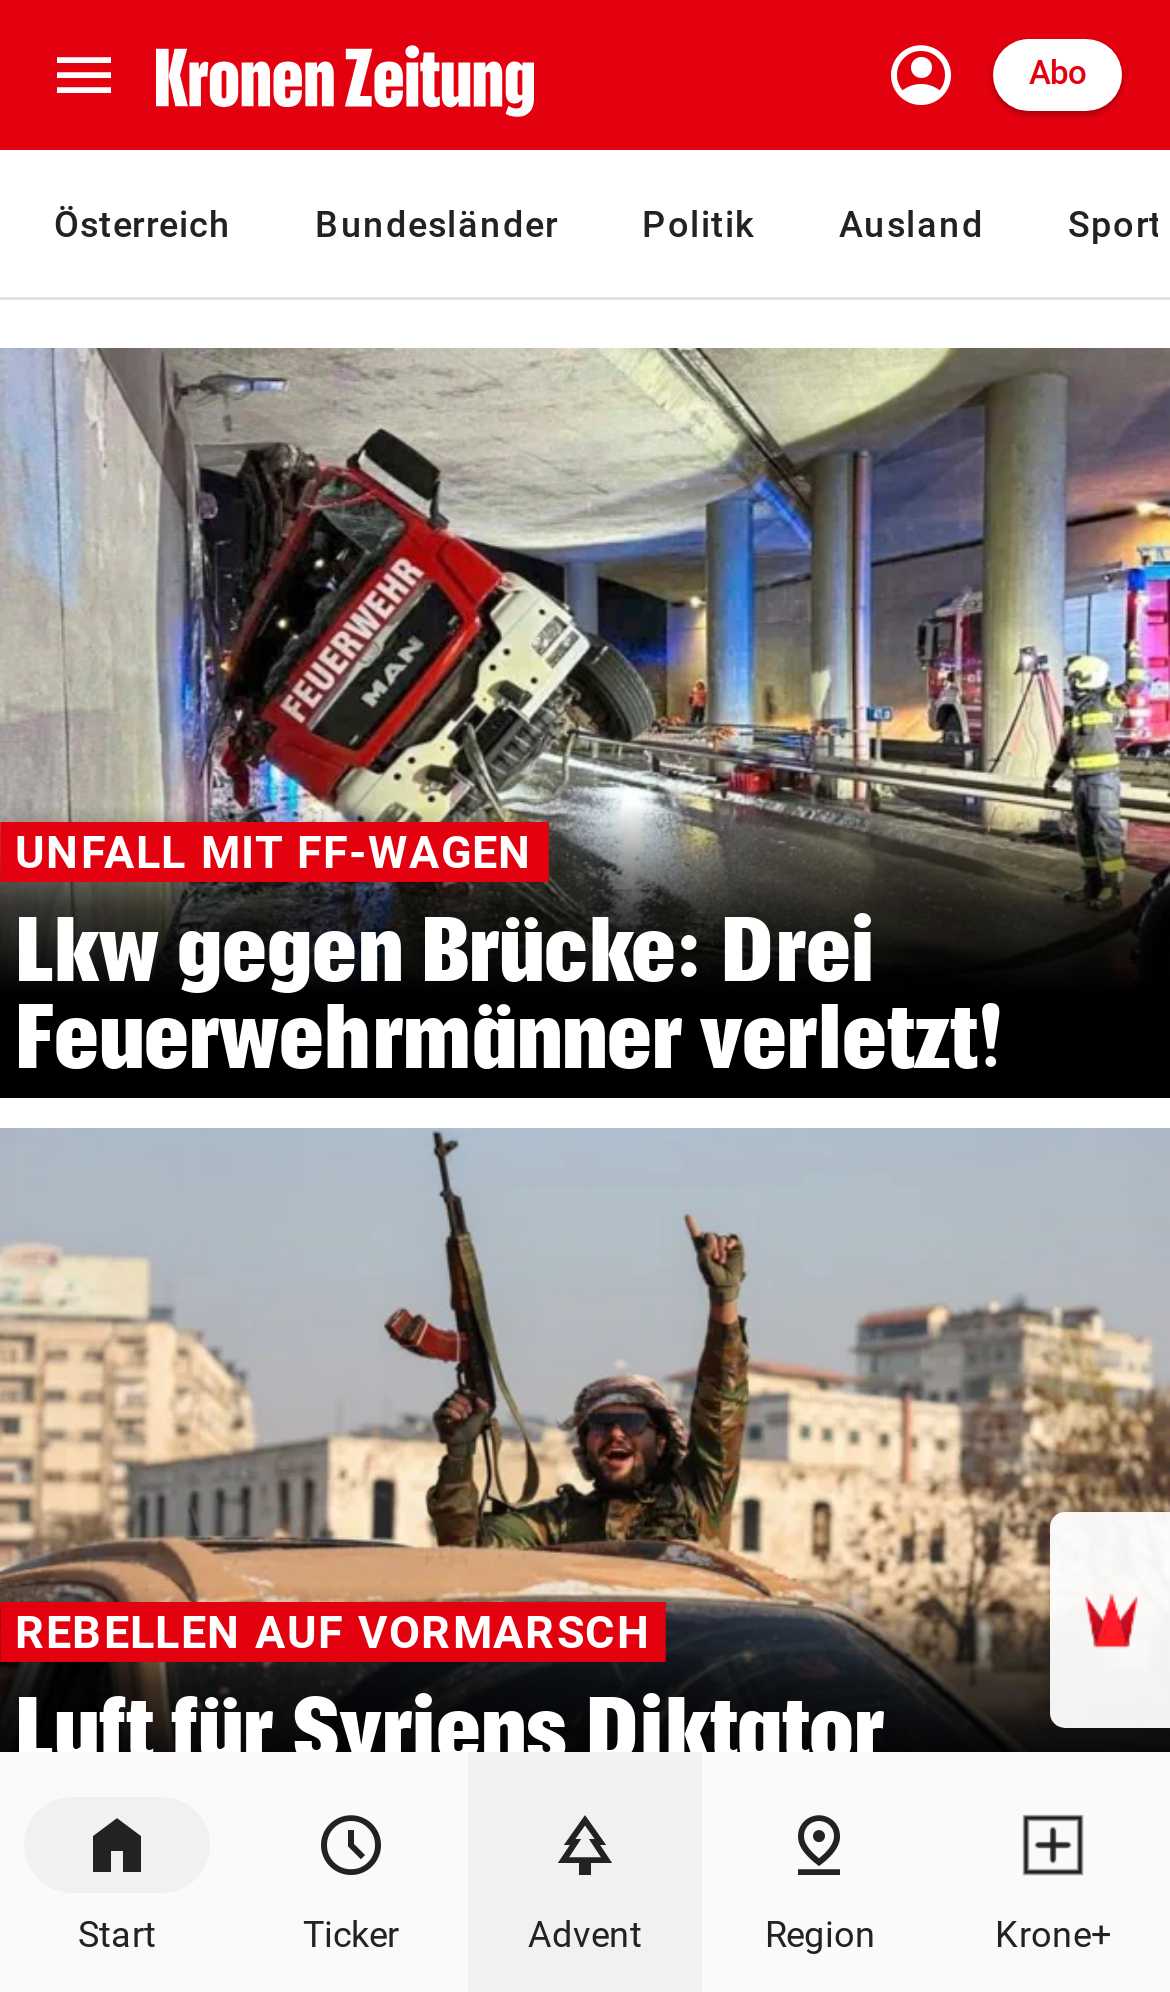 Kronen Zeitung
Abo
Österreich Bundesländer Politik Ausland Sport
FEUERWEHR
MAN
UNFALL MIT FF-WAGEN
Lkw gegen Brücke: Drei
Feuerwehrmänner verletzt!
REBELLEN AUF VORMARSCH
Luft für Syriens Diktator
Start Ticker Advent Region Krone+